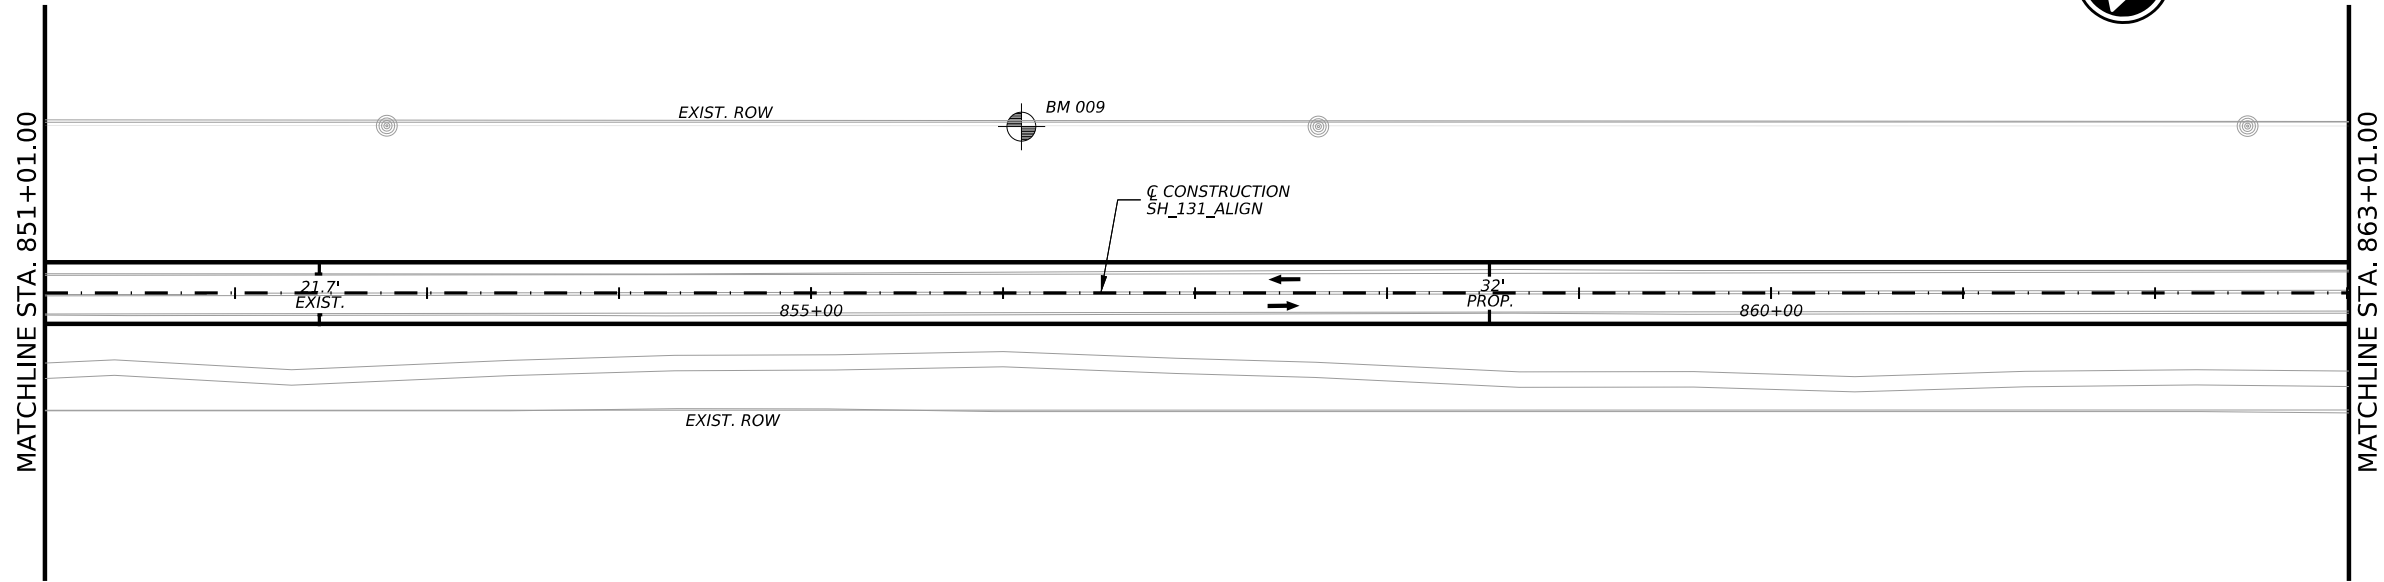 MATCHLINE STA. 851+01.00
EXIST. ROW
BM 009
℄ CONSTRUCTION
SH_131_ALIGN
21.7'
EXIST.
855+00
32'
PROP.
860+00
EXIST. ROW
MATCHLINE STA. 863+01.00